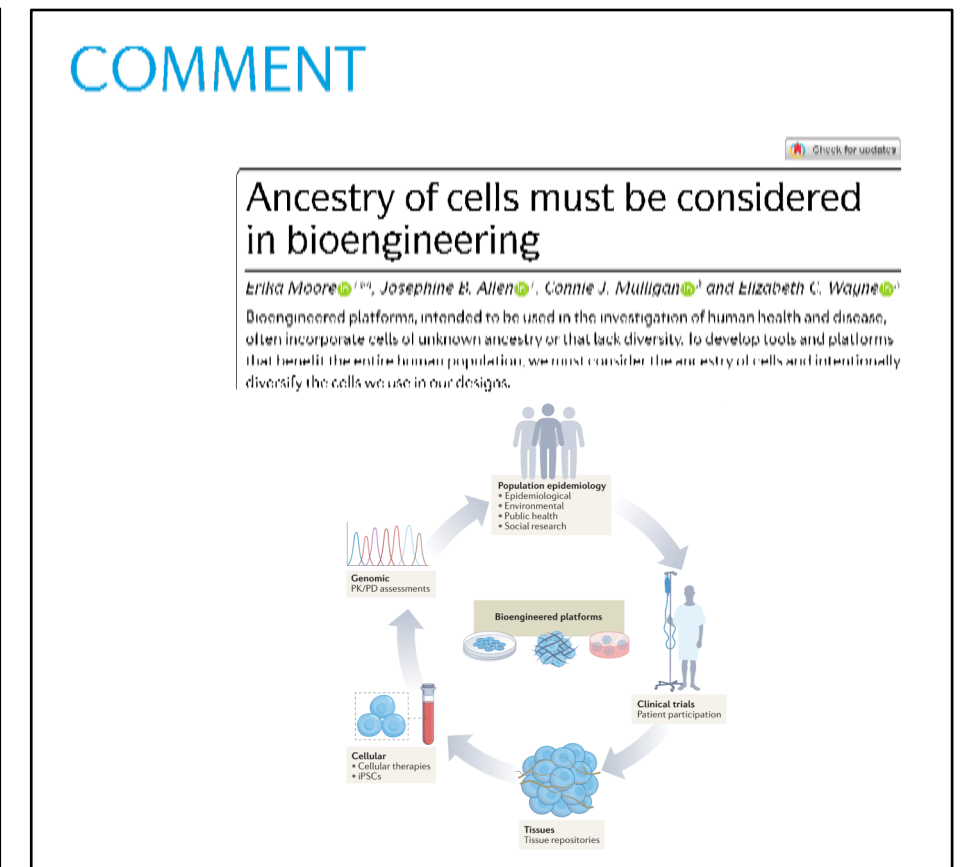 COMMENT
Check for updates
Ancestry of cells must be considered
in bioengineering
Erika Moore, Josephine B. Allen, Connie J. Mulligan and Elizabeth C. Wayne
Bioengineered platforms, intended to be used in the investigation of human health and disease,
often incorporate cells of unknown ancestry or that lack diversity. To develop tools and platforms
that benefit the entire human population, we must consider the ancestry of cells and intentionally
diversify the cells we use in our designs.
Population epidemiology
• Epidemiological
• Environmental
• Public health
• Social research
Genomic
PK/PD assessments
Bioengineered platforms
Clinical trials
Patient participation
Cellular
• Cellular therapies
• iPSCs
Tissues
Tissue repositories